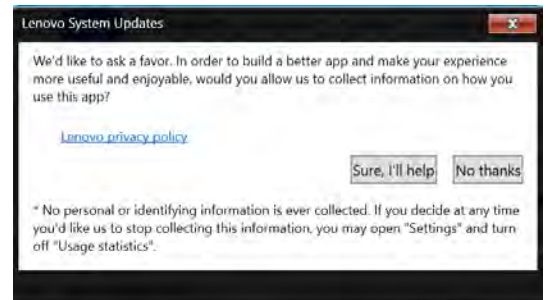 Lenovo System Updates
We'd like to ask a favor. In order to build a better app and make your experience
more useful and enjoyable, would you allow us to collect information on how you
use this app?
Lenovo privacy policy
Sure, I'll help No thanks
* No personal or identifying information is ever collected. If you decide at any time
you'd like us to stop collecting this information, you may open "Settings" and turn
off "Usage statistics".